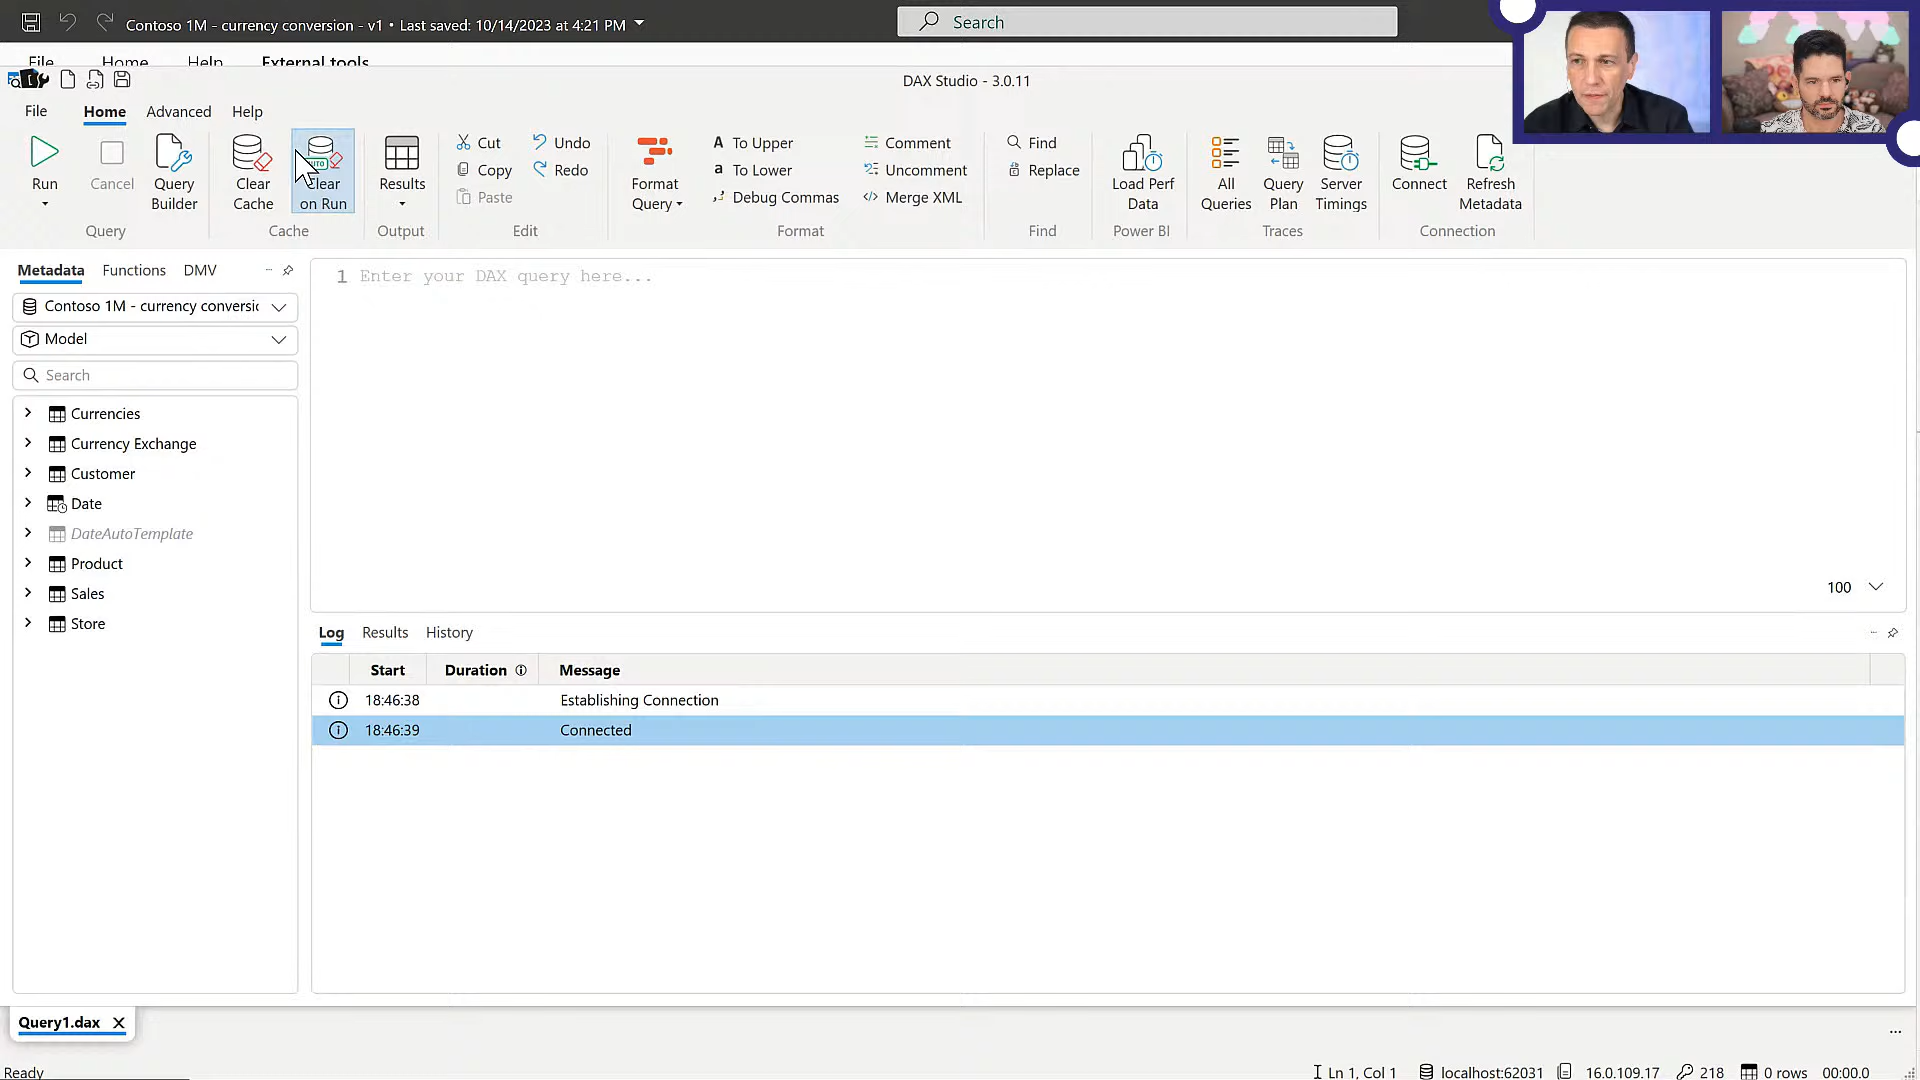 Contoso 1M - currency conversion - v1 • Last saved: 10/14/2023 at 4:21 PM
Search
File Home Help External tools
DAX Studio - 3.0.11
File Home Advanced Help
Run
Cancel
Query Builder
Clear Cache
Clear on Run
Results
Cut
Copy
Paste
Undo
Redo
Format Query
A To Upper
a To Lower
Debug Commas
Comment
Uncomment
Merge XML
Find
Replace
Load Perf Data
All Queries
Query Plan
Server Timings
Connect
Refresh Metadata
Query Cache Output Edit Format Find Power BI Traces Connection
Metadata Functions DMV
Contoso 1M - currency conversic
Model
Search
Currencies
Currency Exchange
Customer
Date
DateAutoTemplate
Product
Sales
Store
1 Enter your DAX query here...
100
Log Results History
Start Duration Message
18:46:38 Establishing Connection
18:46:39 Connected
Query1.dax
Ready
Ln 1, Col 1 localhost:62031 16.0.109.17 218 0 rows 00:00.0